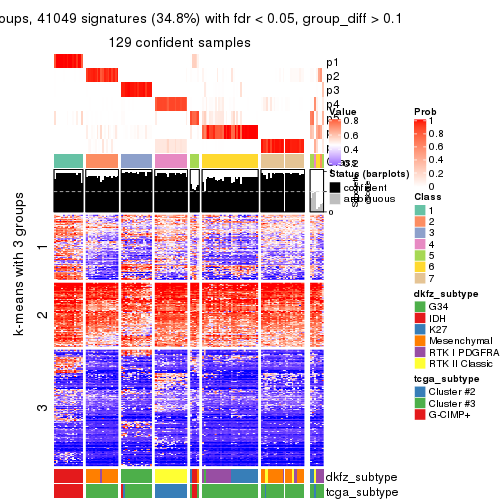 oups, 41049 signatures (34.8%) with fdr < 0.05, group_diff > 0.1
129 confident samples
p1
p2
p3
p4
Value
0.8
0.6
0.4
0.2
Status (barplots)
confident
ambiguous
0
k-means with 3 groups
1
2
3
dkfz_subtype
tcga_subtype
Prob
1
0.8
0.6
0.4
0.2
0
Class
1
2
3
4
5
6
7
dkfz_subtype
G34
IDH
K27
Mesenchymal
RTK I PDGFRA
RTK II Classic
tcga_subtype
Cluster #2
Cluster #3
G-CIMP+